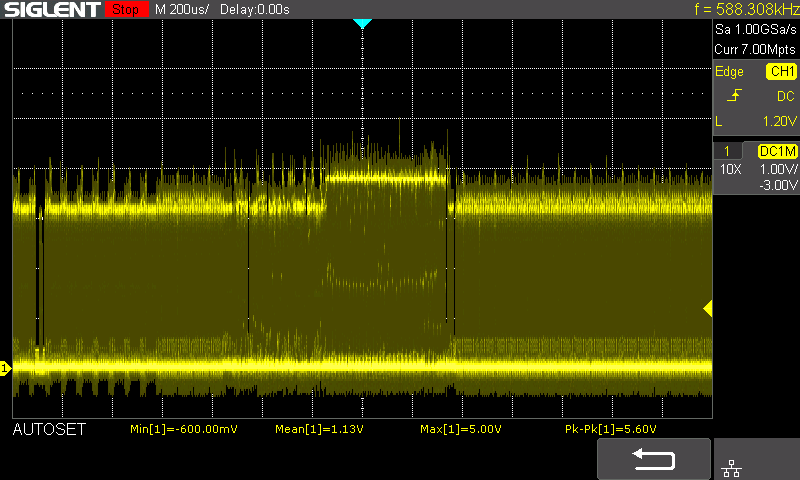 SIGLENT Stop M 200us/ Delay:0.00s f = 588.308kHz
Sa 1.00GSa/s
Curr 7.00Mpts
Edge CH1
DC
L 1.20V
1 DC1M
10X 1.00V/
-3.00V
1
AUTOSET Min[1]=-600.00mV Mean[1]=1.13V Max[1]=5.00V Pk-Pk[1]=5.60V